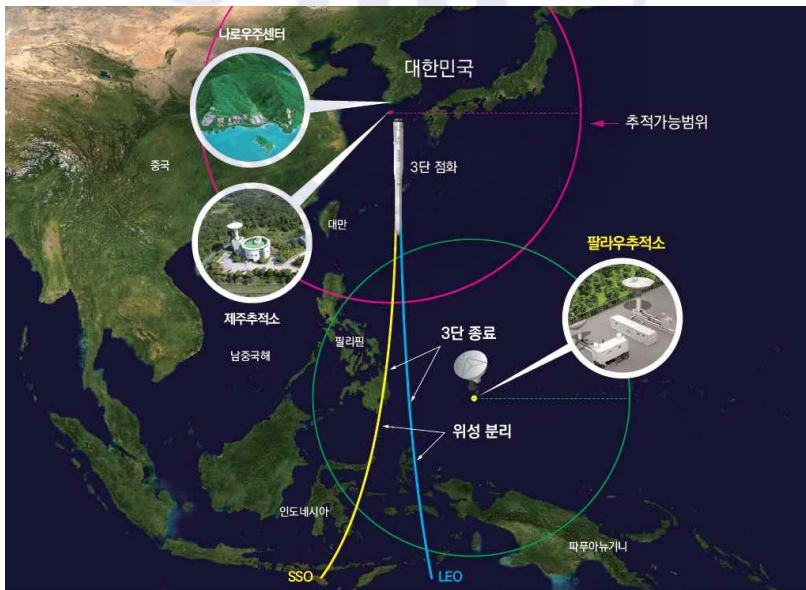 나로우주센터
대한민국
추적가능범위
중국
3단 점화
대만
팔라우추적소
제주추적소
3단 종료
필리핀
남중국해
위성 분리
인도네시아
파푸아뉴기니
SSO
LEO